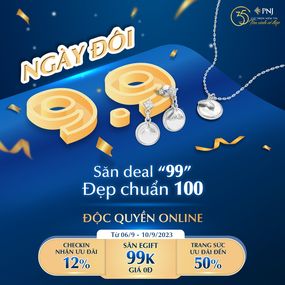 35
PNJ
NGÀY ĐÔI
9.9
Săn deal "99"
Đẹp chuẩn 100
ĐỘC QUYỀN ONLINE
Từ 06/9 - 10/9/2023
CHECKIN
NHẬN ƯU ĐÃI
12%
SĂN EGIFT
99K
GIÁ 0Đ
TRANG SỨC
ƯU ĐÃI ĐẾN
50%